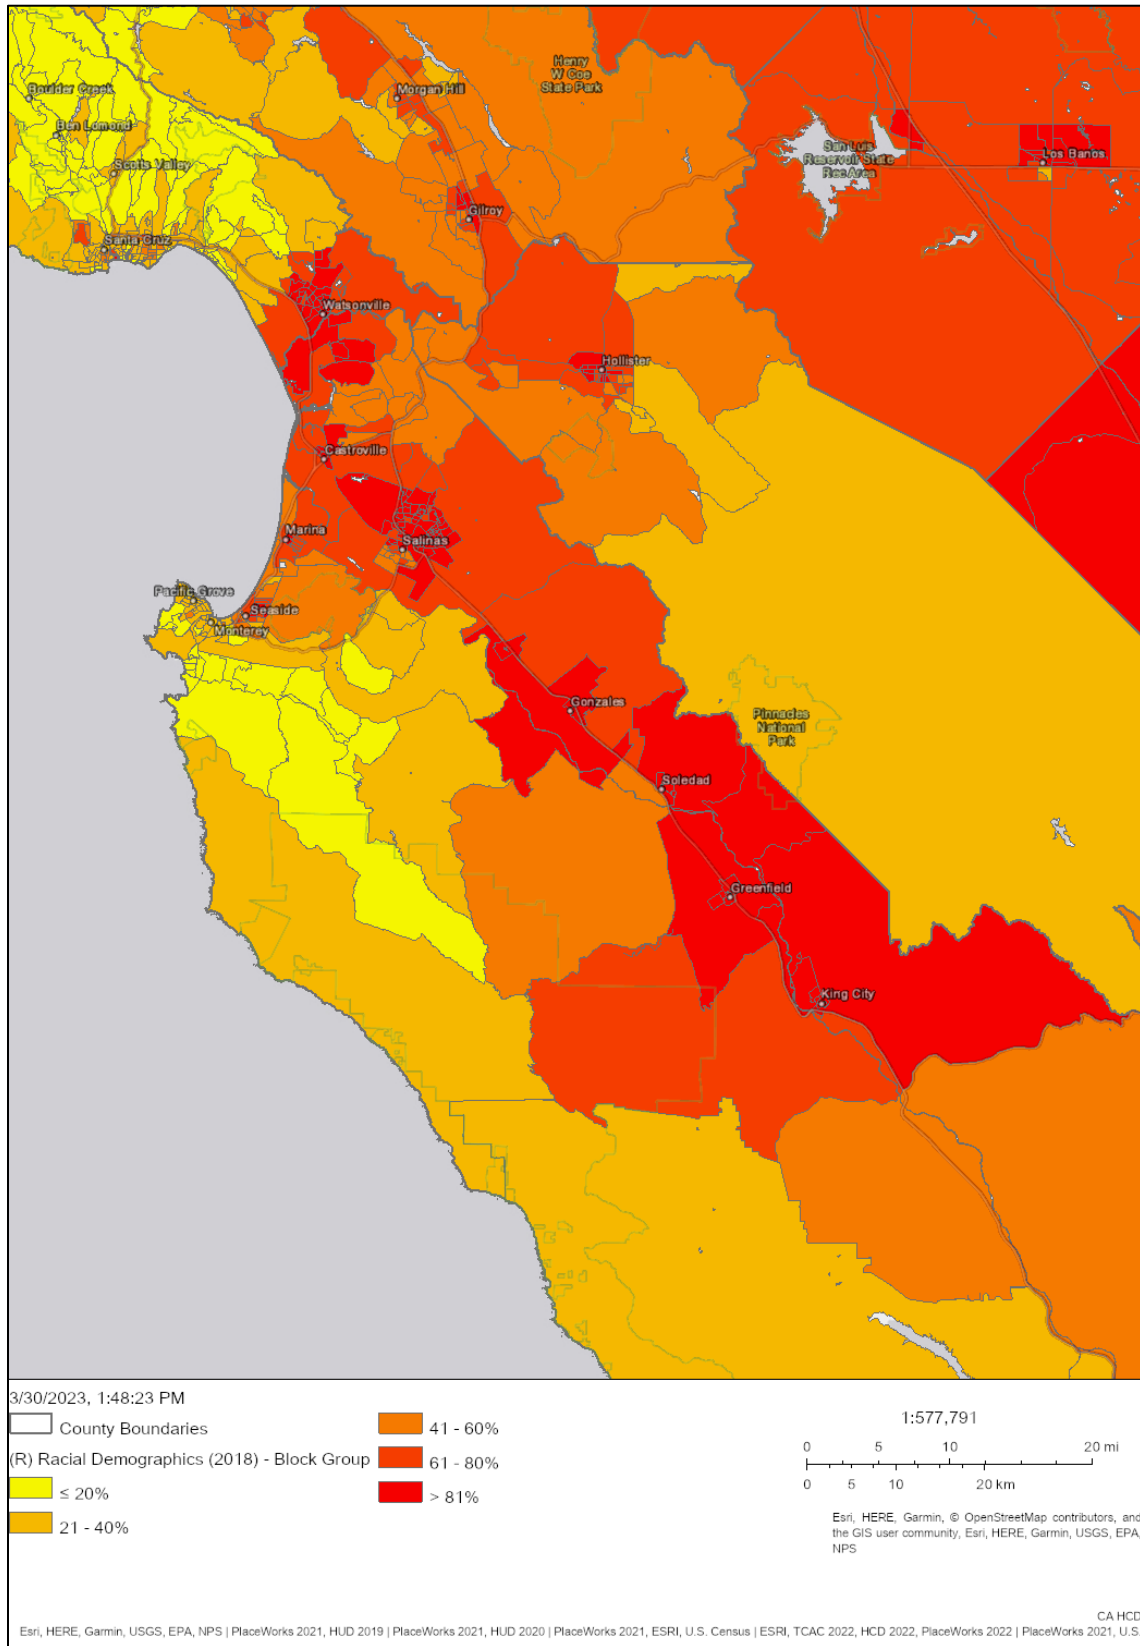 Henry
W Coe
State Park
Boulder Creek
Morgan Hill
Ben Lomond
San Luis
Reservoir State
Rec Area
Los Banos
Scotts Valley
Gilroy
Santa Cruz
Watsonville
Hollister
Castroville
Marina
Salinas
Pacific Grove
Seaside
Monterey
Gonzales
Pinnacles
National
Park
Soledad
Greenfield
King City
3/30/2023, 1:48:23 PM
County Boundaries
(R) Racial Demographics (2018) - Block Group
≤ 20%
21 - 40%
41 - 60%
61 - 80%
> 81%
1:577,791
0 5 10 20 mi
0 5 10 20 km
Esri, HERE, Garmin, © OpenStreetMap contributors, and
the GIS user community, Esri, HERE, Garmin, USGS, EPA,
NPS
CA HCD
Esri, HERE, Garmin, USGS, EPA, NPS | PlaceWorks 2021, HUD 2019 | PlaceWorks 2021, HUD 2020 | PlaceWorks 2021, ESRI, U.S. Census | ESRI, TCAC 2022, HCD 2022, PlaceWorks 2022 | PlaceWorks 2021, U.S.